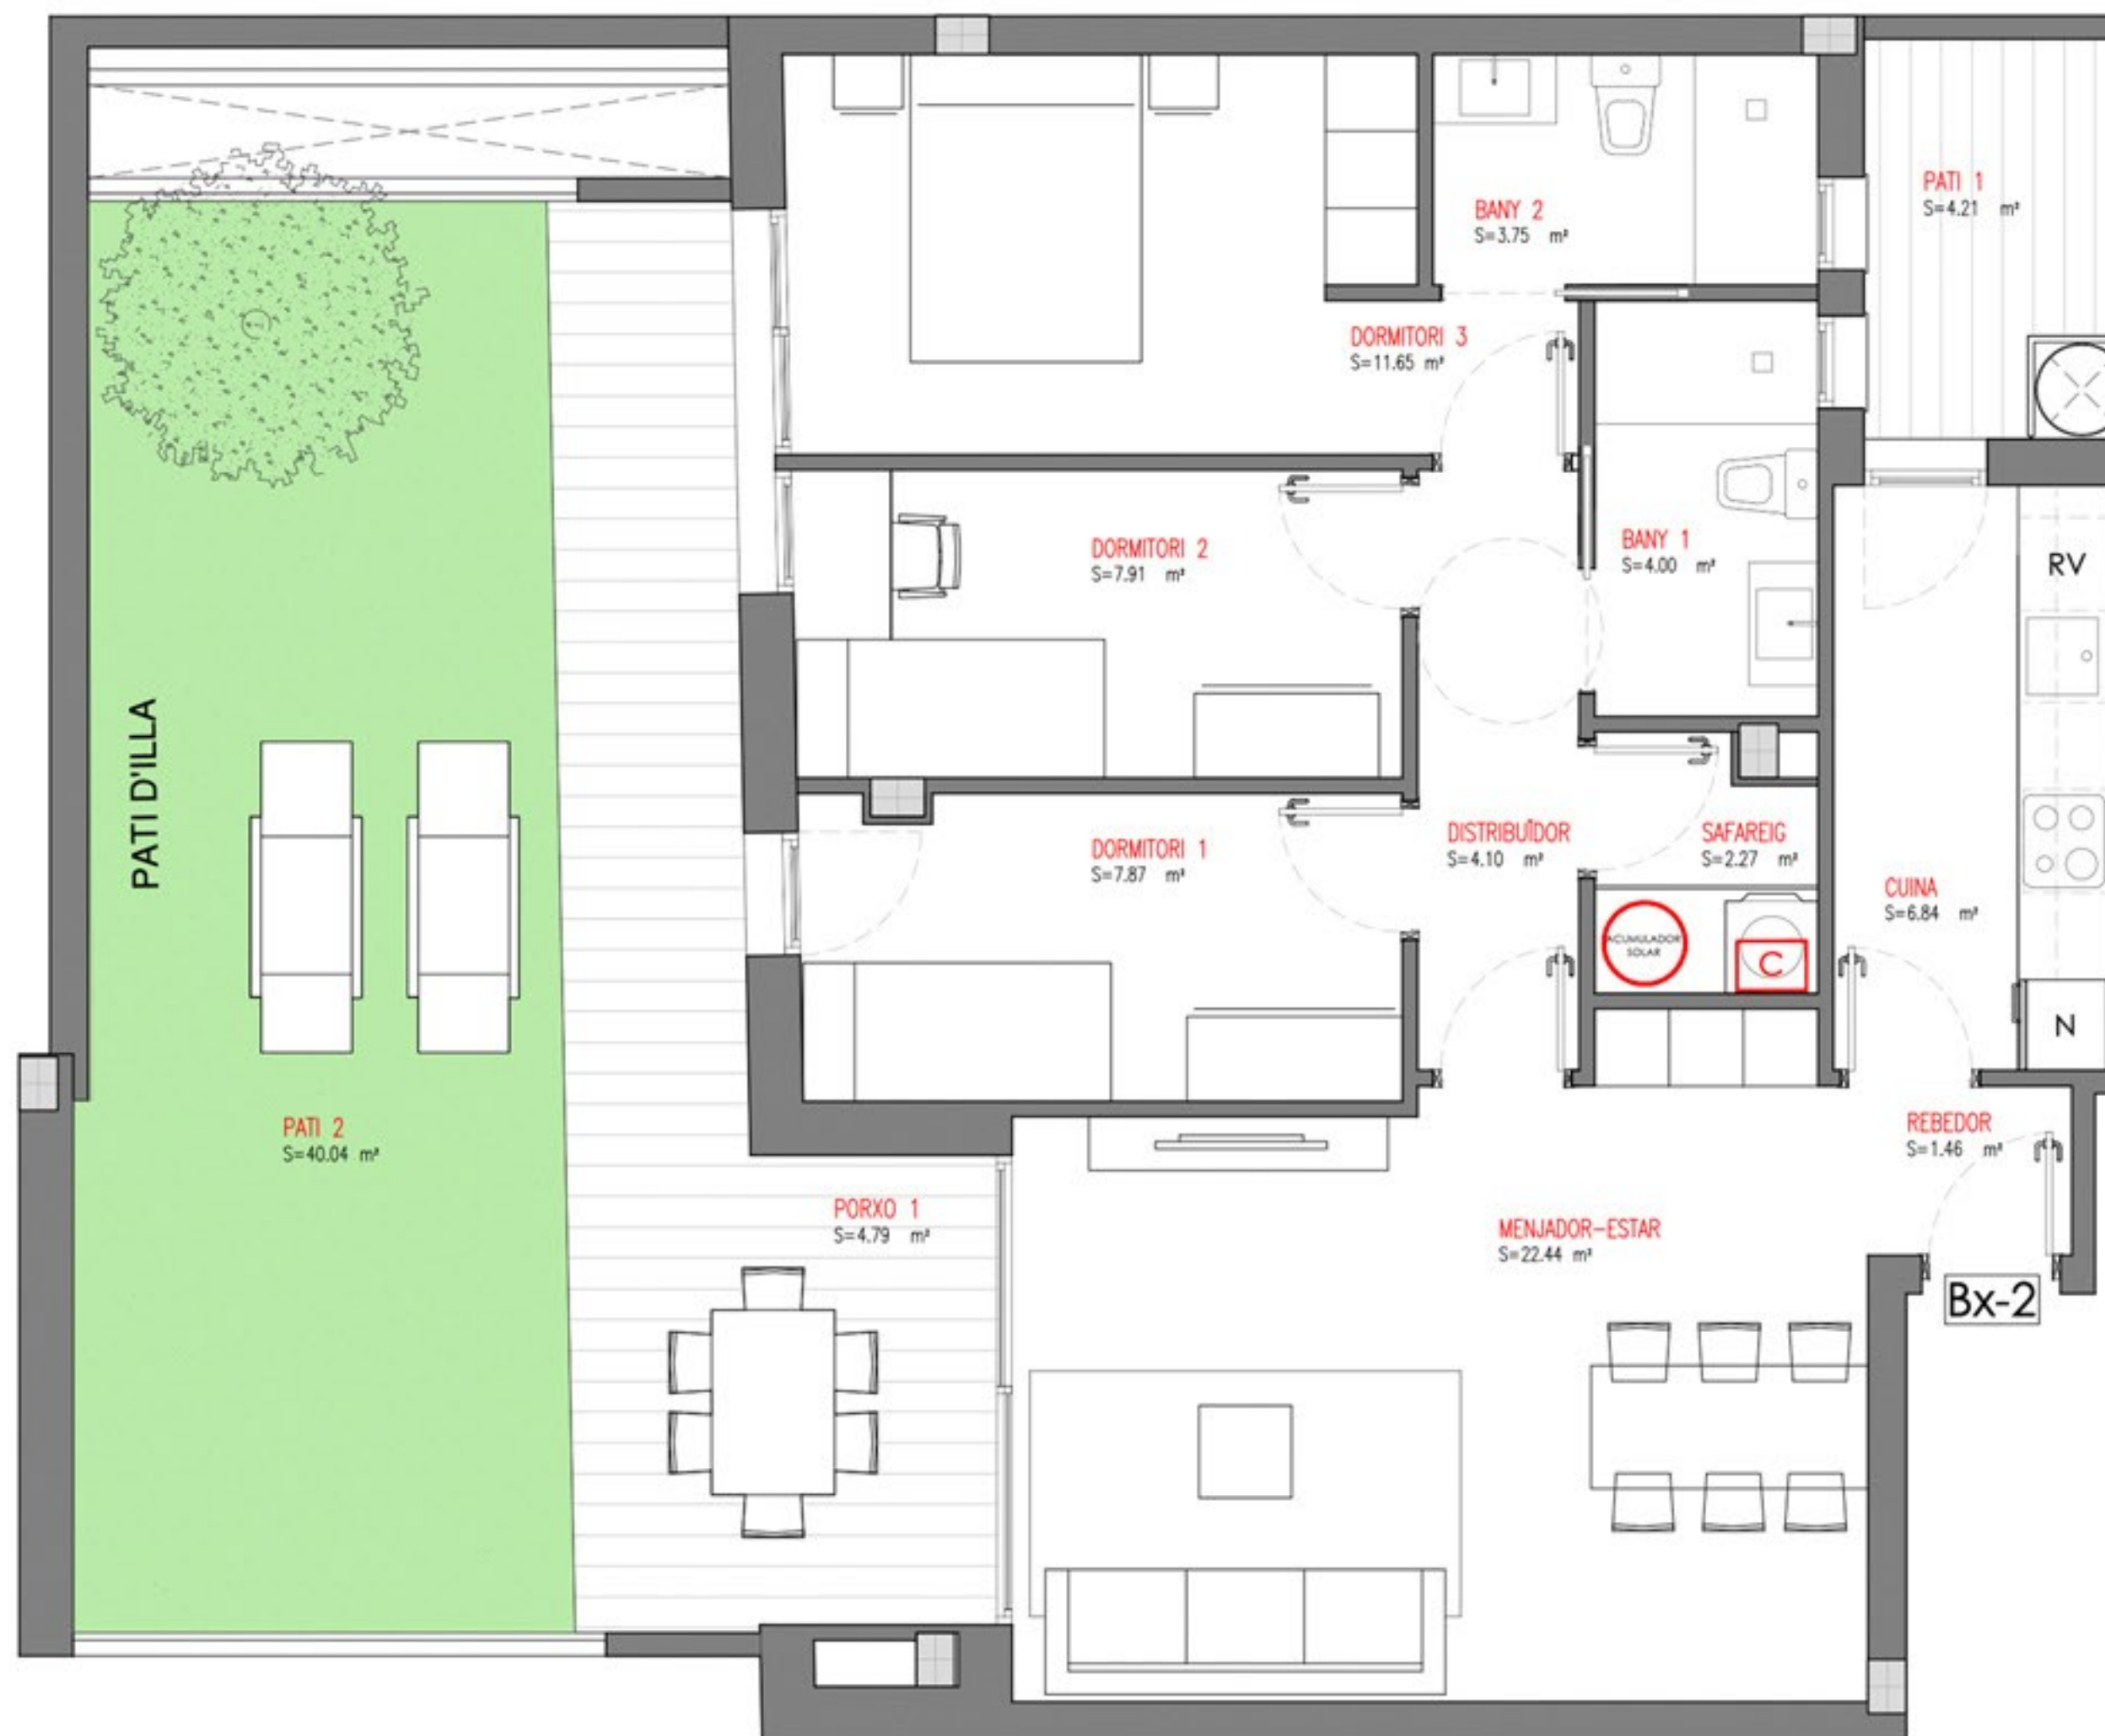 PATI 1
S=4.21 m²
BANY 2
S=3.75 m²
DORMITORI 3
S=11.65 m²
DORMITORI 2
S=7.91 m²
BANY 1
S=4.00 m²
RV
PATI D'ILLA
DORMITORI 1
S=7.87 m²
DISTRIBUÏDOR
S=4.10 m²
SAFAREIG
S=2.27 m²
CUINA
S=6.84 m²
ACUMULADOR
SOLAR
C
N
PATI 2
S=40.04 m²
REBEDOR
S=1.46 m²
PORXO 1
S=4.79 m²
MENJADOR-ESTAR
S=22.44 m²
Bx-2